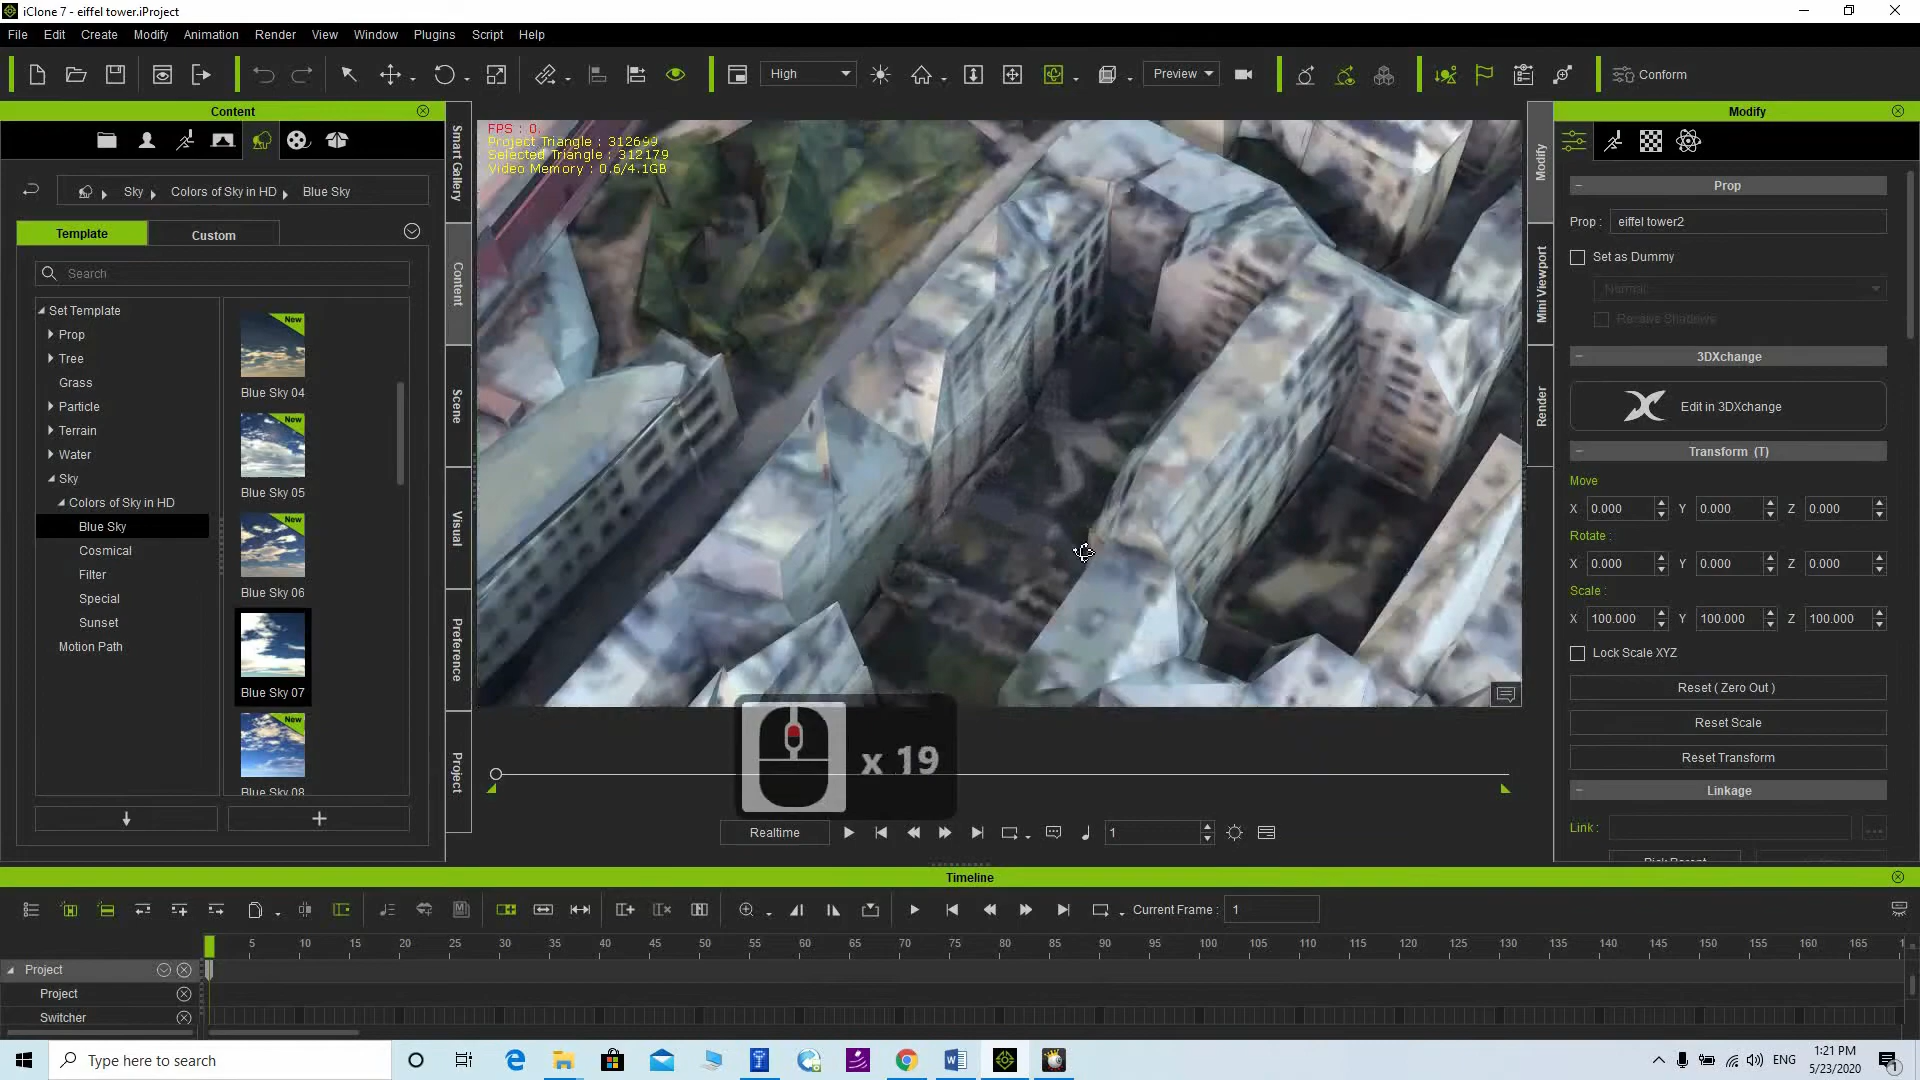 iClone 7 - eiffel tower.iProject
File Edit Create Modify Animation Render View Window Plugins Script Help
High
Preview
Conform
Content
Sky Colors of Sky in HD Blue Sky
Template Custom
Search
Set Template
Prop
Tree
Grass
Particle
Terrain
Water
Sky
Colors of Sky in HD
Blue Sky
Cosmical
Filter
Special
Sunset
Motion Path
New
Blue Sky 04
New
Blue Sky 05
New
Blue Sky 06
Blue Sky 07
New
Blue Sky 08
Smart Gallery
Content
Scene
Visual
Preference
Project
FPS : 0.
Project Triangle : 312699
Selected Triangle : 312179
Video Memory : 0.6/4.1GB
x 19
Realtime
1
Modify
Mini Viewport
Render
Modify
Prop
Prop : eiffel tower2
Set as Dummy
Normal
Receive Shadows
3DXchange
Edit in 3DXchange
Transform (T)
Move
X 0.000 Y 0.000 Z 0.000
Rotate :
X 0.000 Y 0.000 Z 0.000
Scale :
X 100.000 Y 100.000 Z 100.000
Lock Scale XYZ
Reset ( Zero Out )
Reset Scale
Reset Transform
Linkage
Link :
Pick Parent
Timeline
Current Frame : 1
5 10 15 20 25 30 35 40 45 50 55 60 65 70 75 80 85 90 95 100 105 110 115 120 125 130 135 140 145 150 155 160 165
Project
Project
Switcher
Type here to search
ENG
1:21 PM
5/23/2020
1